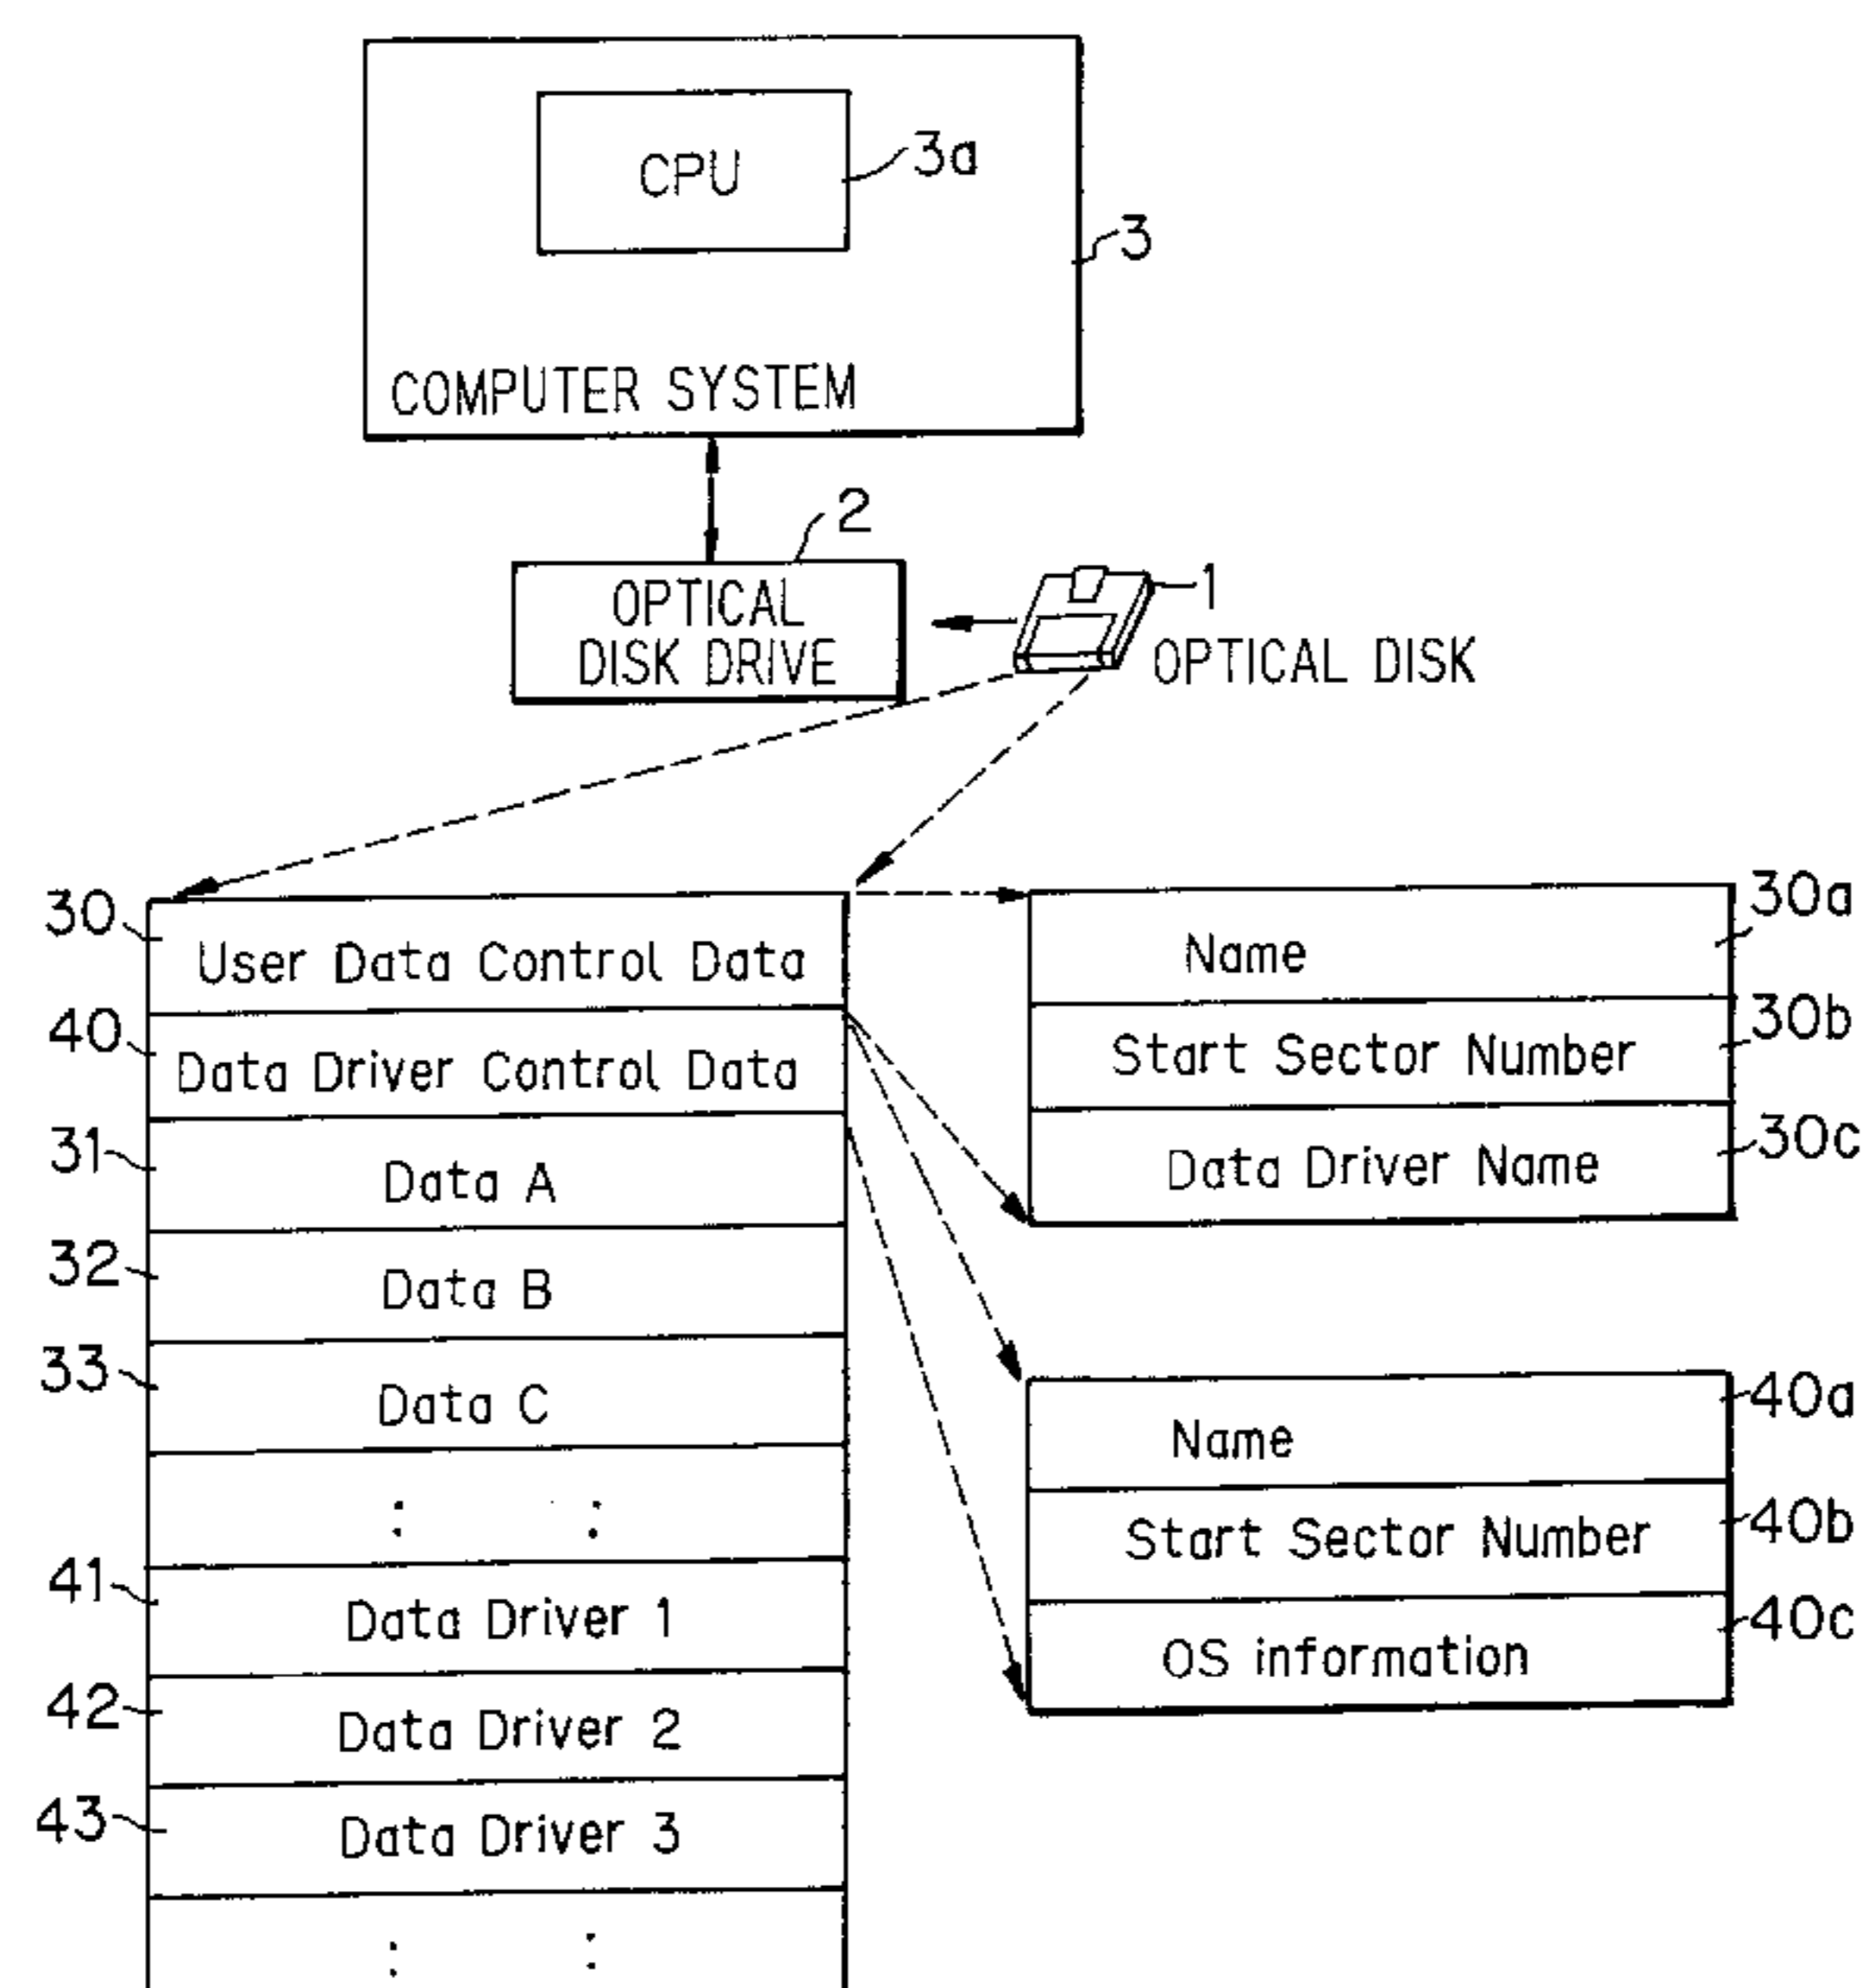 CPU
3a
3
COMPUTER SYSTEM
2
OPTICAL
DISK DRIVE
1
OPTICAL DISK
30
User Data Control Data
40
Data Driver Control Data
31
Data A
32
Data B
33
Data C
: :
41
Data Driver 1
42
Data Driver 2
43
Data Driver 3
: :
30a
Name
30b
Start Sector Number
30c
Data Driver Name
40a
Name
40b
Start Sector Number
40c
OS information